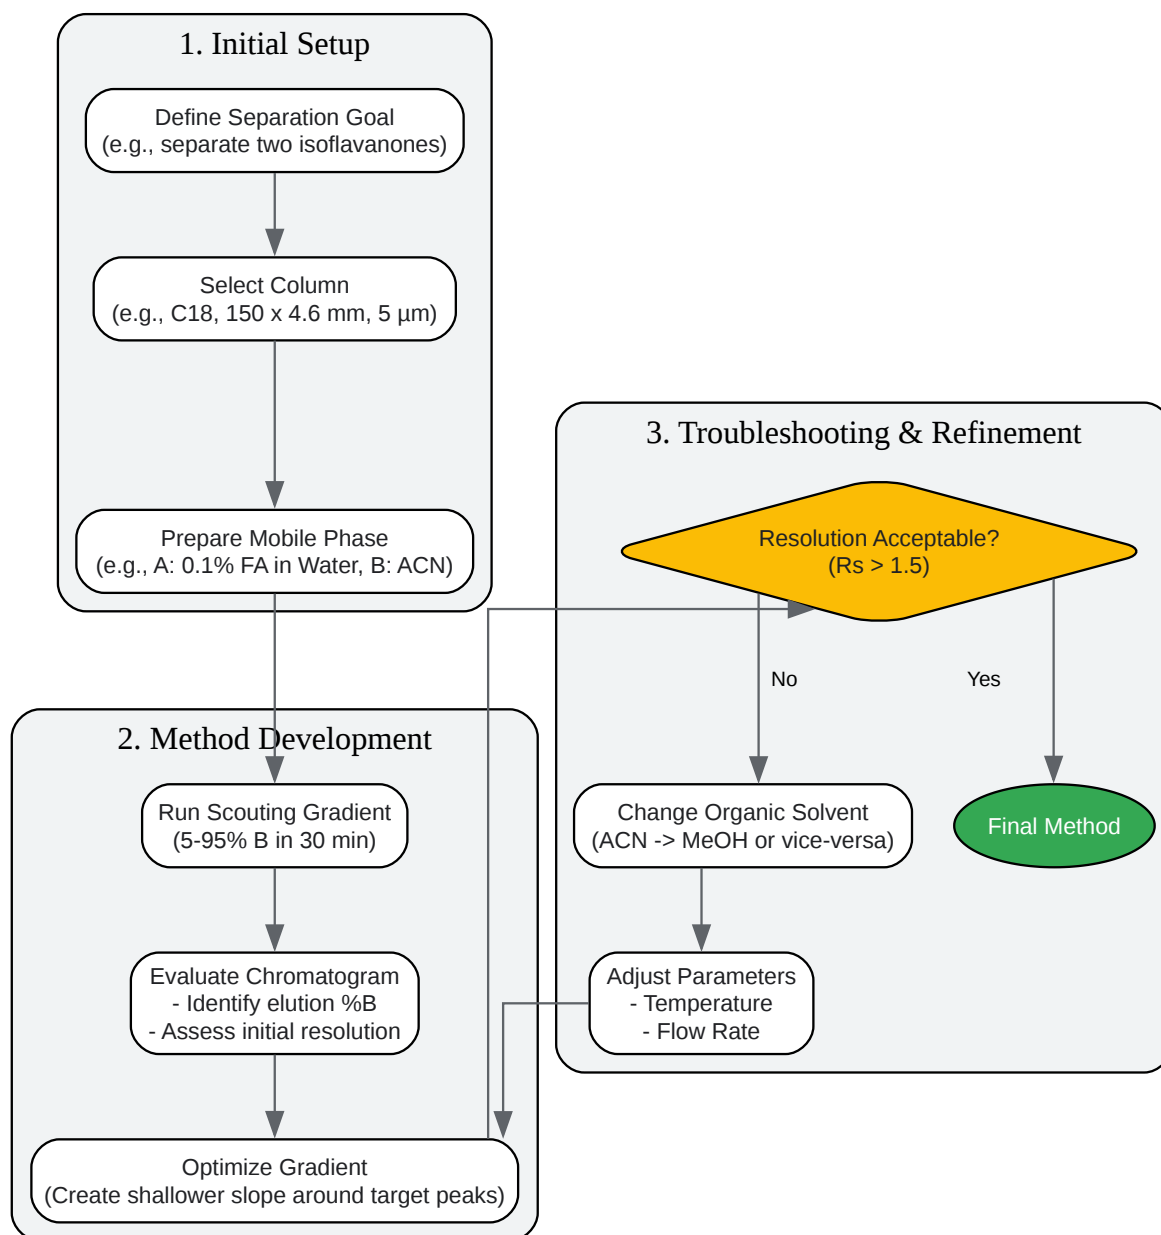 1. Initial Setup
Define Separation Goal
(e.g., separate two isoflavanones)
Select Column
(e.g., C18, 150 x 4.6 mm, 5 µm)
Prepare Mobile Phase
(e.g., A: 0.1% FA in Water, B: ACN)
2. Method Development
Run Scouting Gradient
(5-95% B in 30 min)
Evaluate Chromatogram
- Identify elution %B
- Assess initial resolution
Optimize Gradient
(Create shallower slope around target peaks)
3. Troubleshooting & Refinement
Resolution Acceptable?
(Rs > 1.5)
No
Yes
Change Organic Solvent
(ACN -> MeOH or vice-versa)
Final Method
Adjust Parameters
- Temperature
- Flow Rate